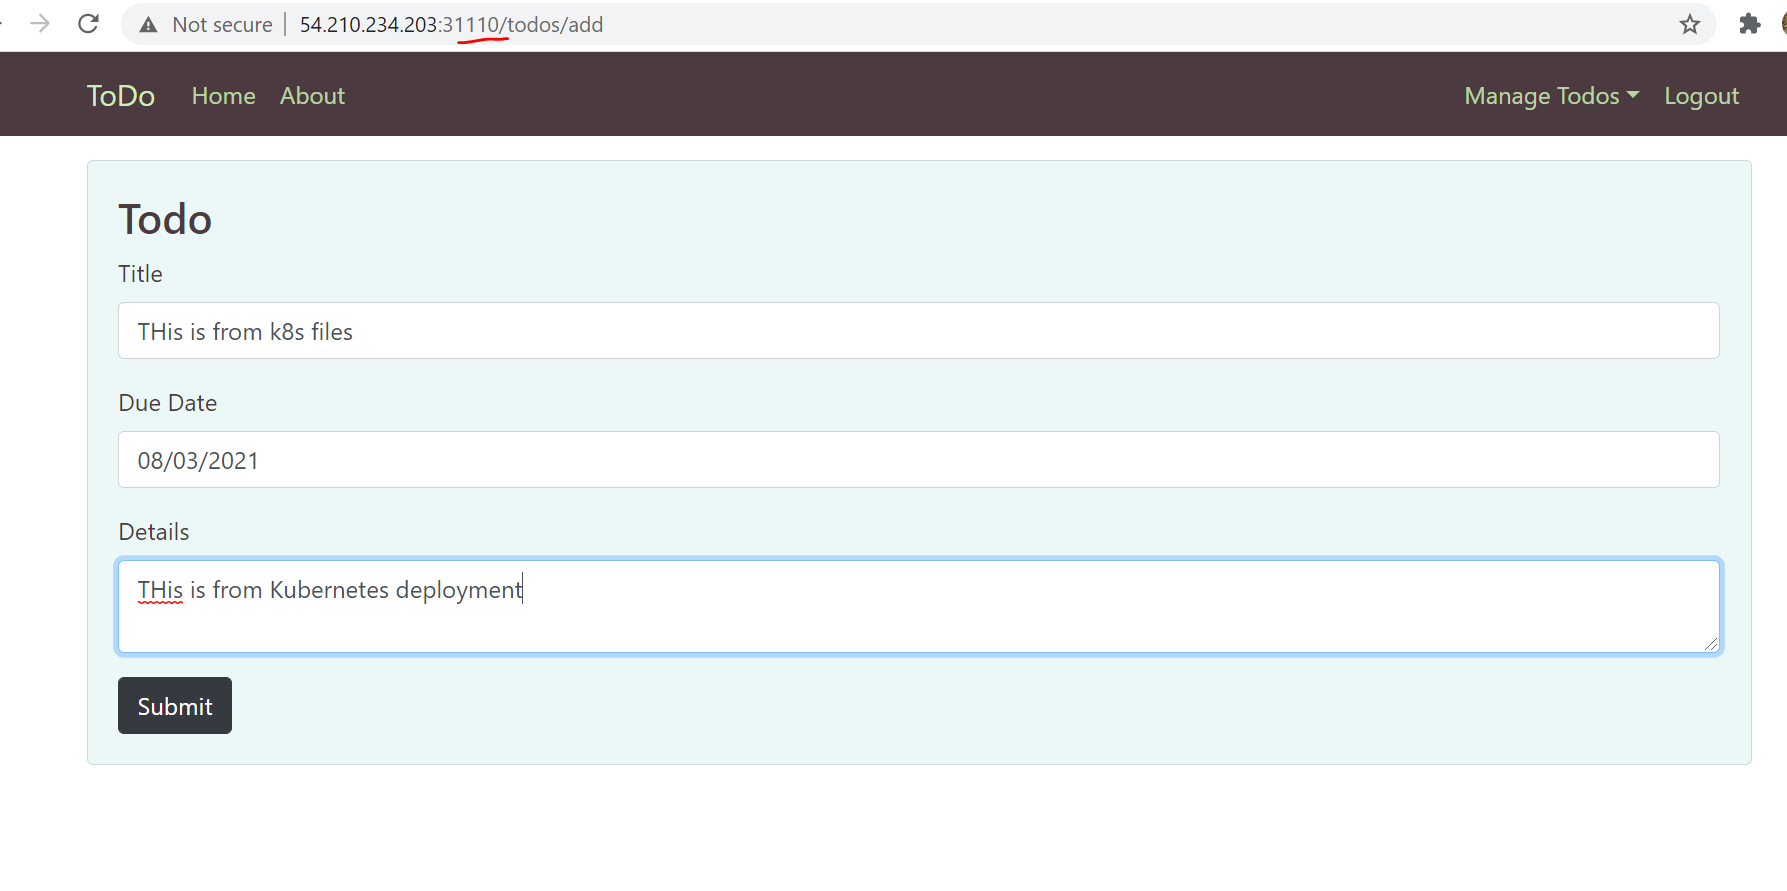 Not secure 54.210.234.203:31110/todos/add
ToDo Home About Manage Todos Logout
Todo
Title
THis is from k8s files
Due Date
08/03/2021
Details
THis is from Kubernetes deployment
Submit